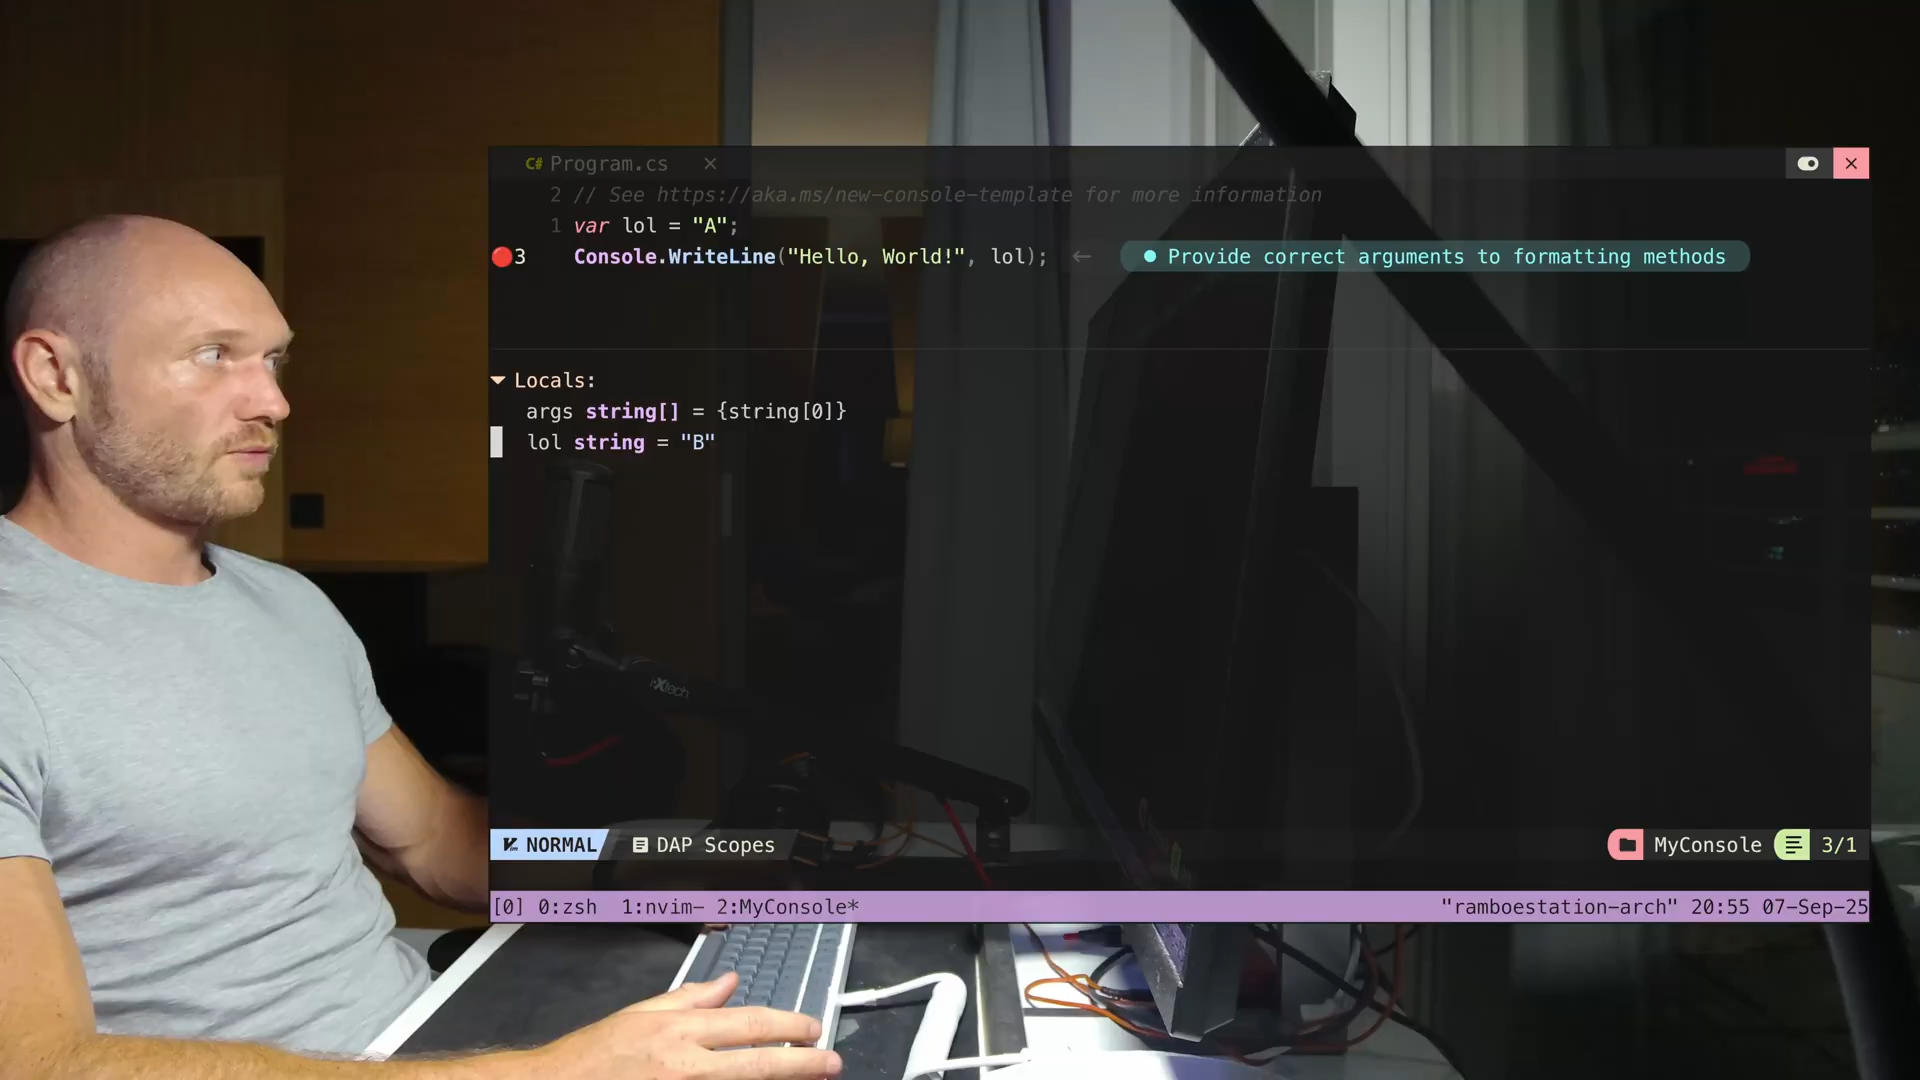 C# Program.cs ×
2 // See https://aka.ms/new-console-template for more information
1 var lol = "A";
3 Console.WriteLine("Hello, World!", lol); ← ● Provide correct arguments to formatting methods
Locals:
args string[] = {string[0]}
lol string = "B"
NORMAL DAP Scopes MyConsole 3/1
[0] 0:zsh 1:nvim- 2:MyConsole* "ramboestation-arch" 20:55 07-Sep-25